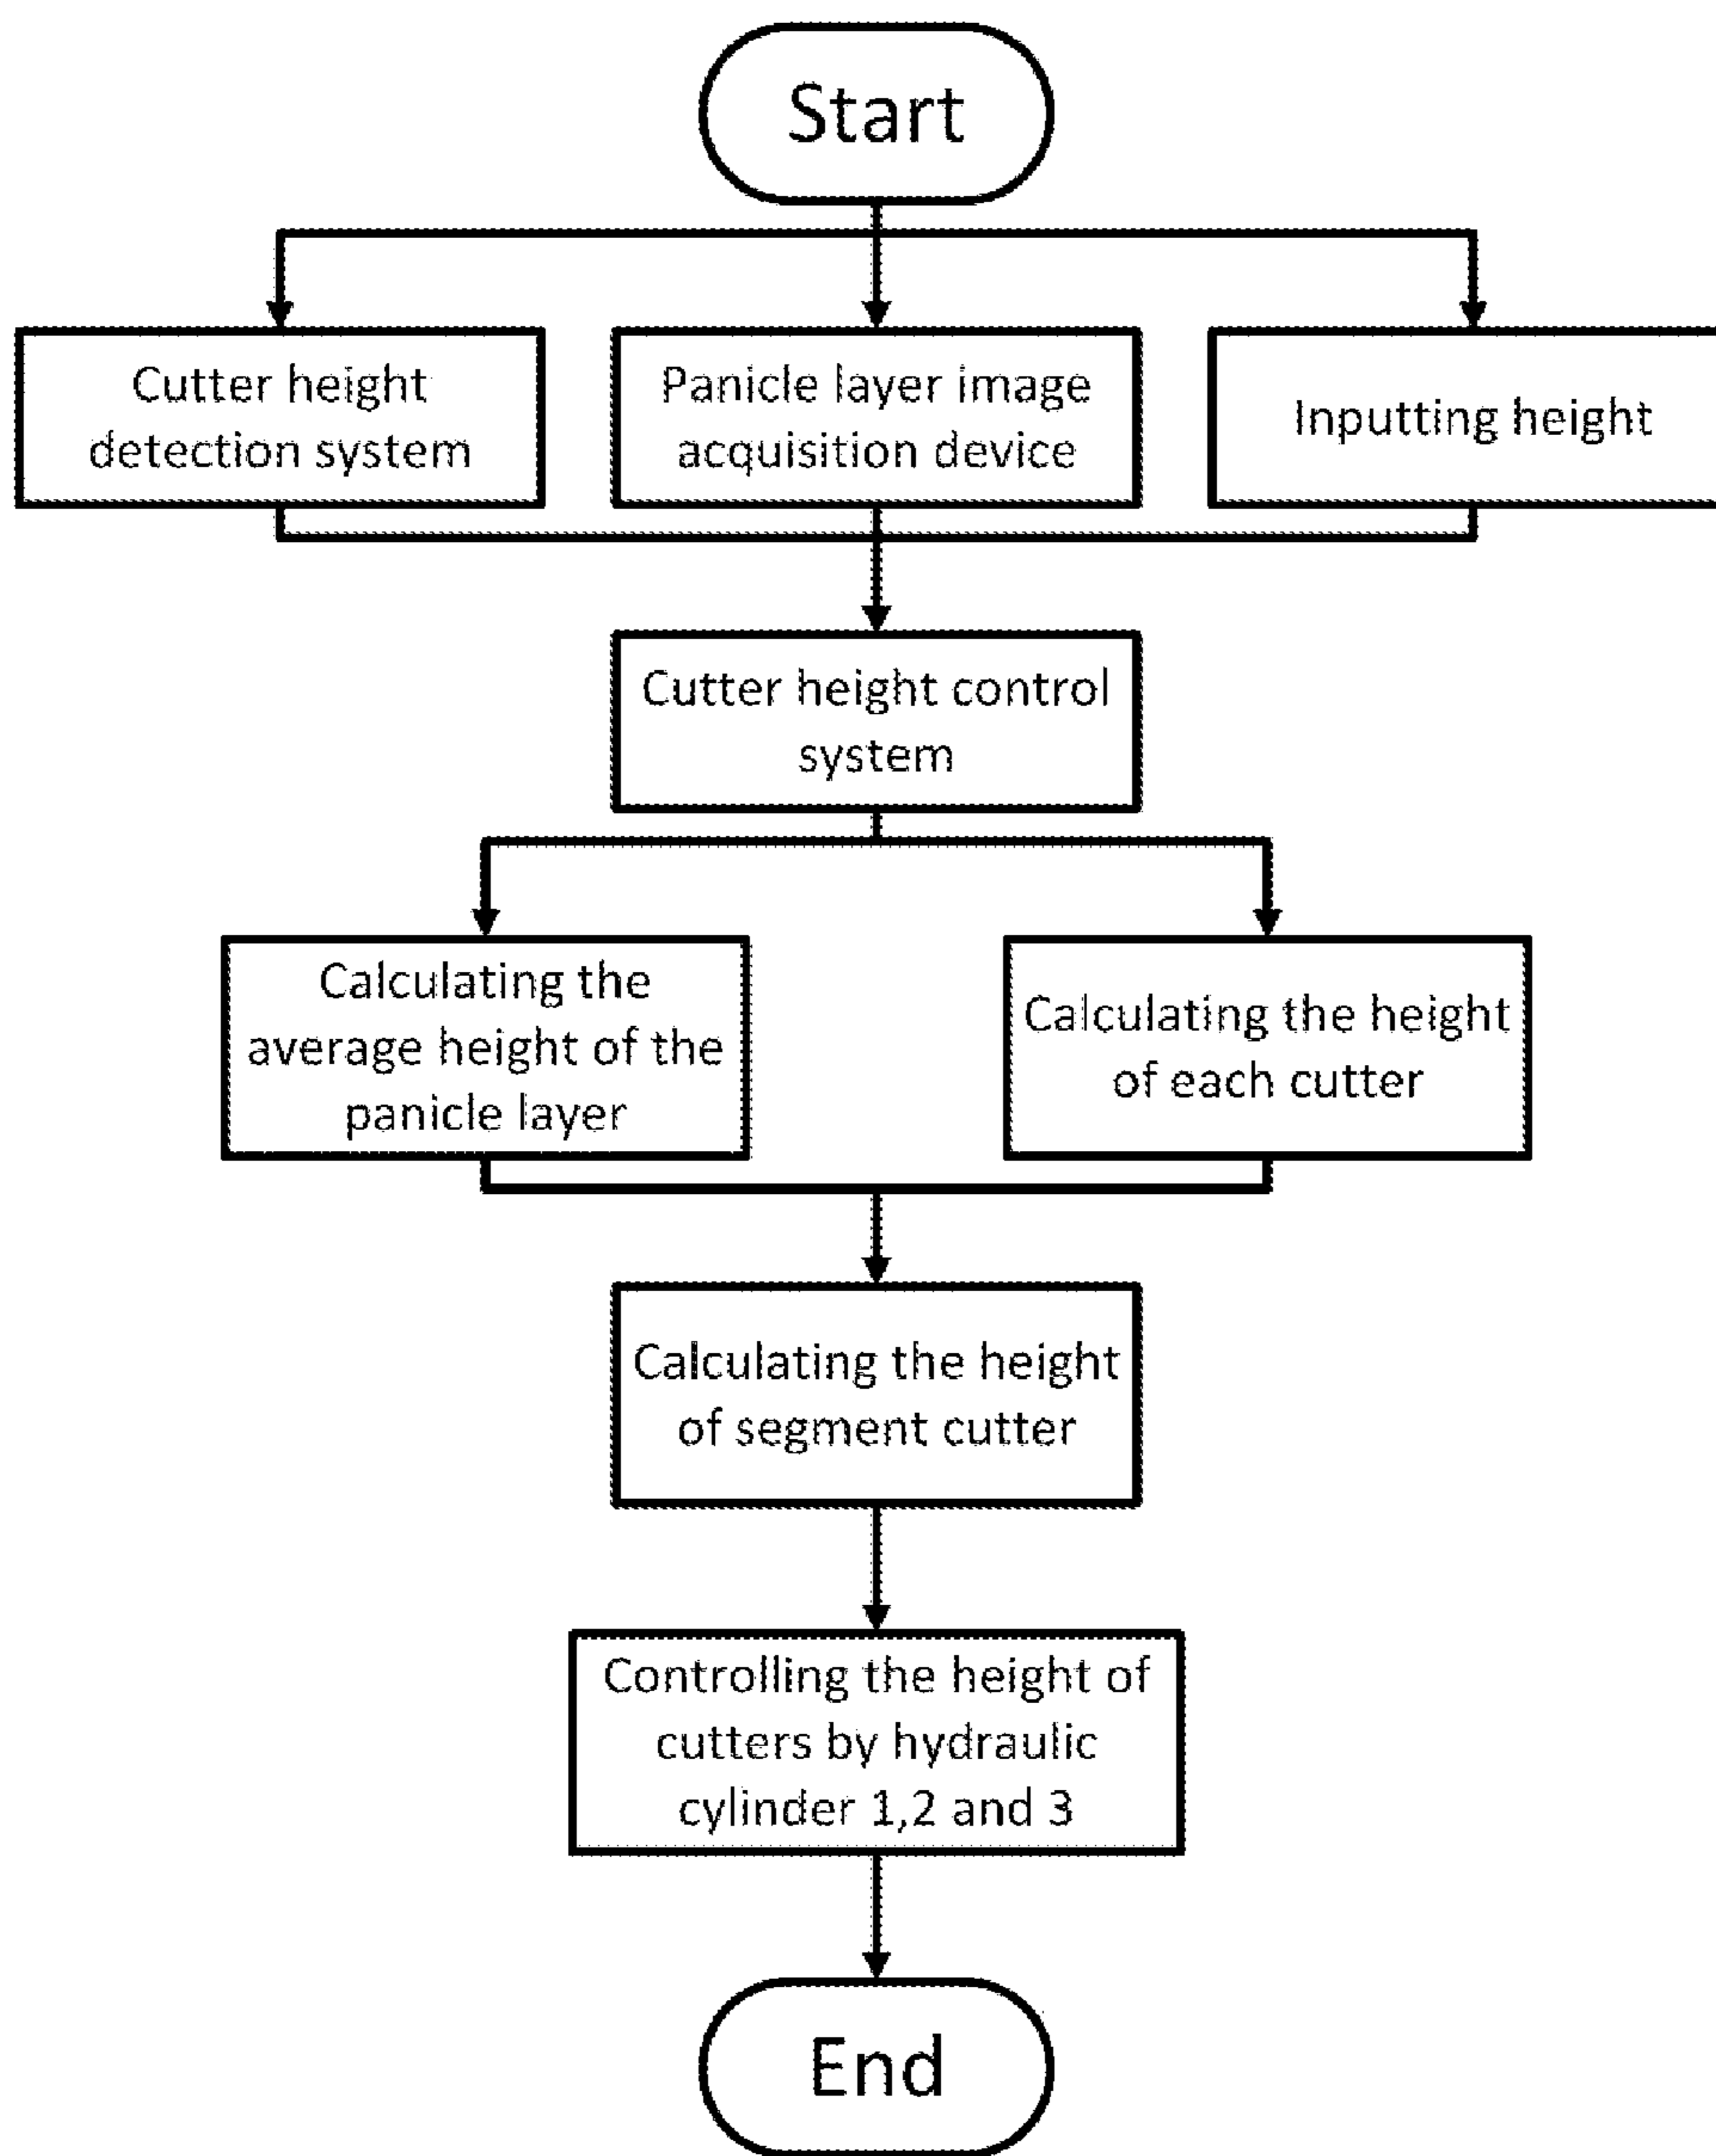 Start
Cutter height
detection system
Panicle layer image
acquisition device
Inputting height
Cutter height control
system
Calculating the
average height of the
panicle layer
Calculating the height
of each cutter
Calculating the height
of segment cutter
Controlling the height of
cutters by hydraulic
cylinder 1,2 and 3
End